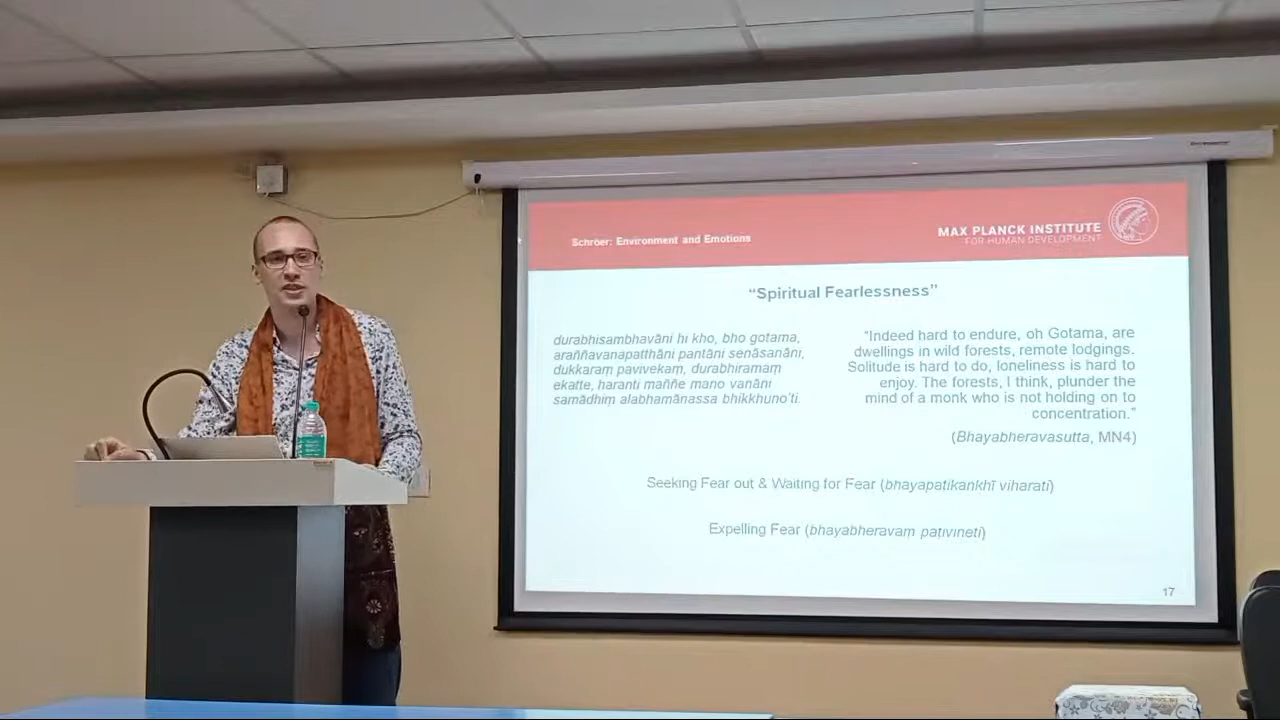 Schröer: Environment and Emotions
MAX PLANCK INSTITUTE
FOR HUMAN DEVELOPMENT
“Spiritual Fearlessness”
durabhisambhavāni hi kho, bho gotama,
araññavanapatthāni pantāni senāsanāni,
dukkaraṃ pavivekaṃ, durabhiramaṃ
ekatte, haranti maññe mano vanāni
samādhiṃ alabhamānassa bhikkhuno’ti.
“Indeed hard to endure, oh Gotama, are
dwellings in wild forests, remote lodgings.
Solitude is hard to do, loneliness is hard to
enjoy. The forests, I think, plunder the
mind of a monk who is not holding on to
concentration.”
(Bhayabheravasutta, MN4)
Seeking Fear out & Waiting for Fear (bhayapatikankhī viharati)
Expelling Fear (bhayabheravaṃ paṭivineti)
17